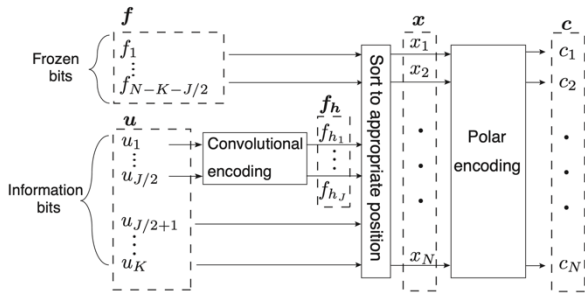 f
x
c
Frozen bits
f_1
⋮
f_{N−K−J/2}
u
f_h
Information bits
u_1
⋮
u_{J/2}
u_{J/2+1}
⋮
u_K
Convolutional encoding
f_{h_1}
⋮
f_{h_J}
Sort to appropriate position
x_1
x_2
x_N
Polar encoding
c_1
c_2
c_N